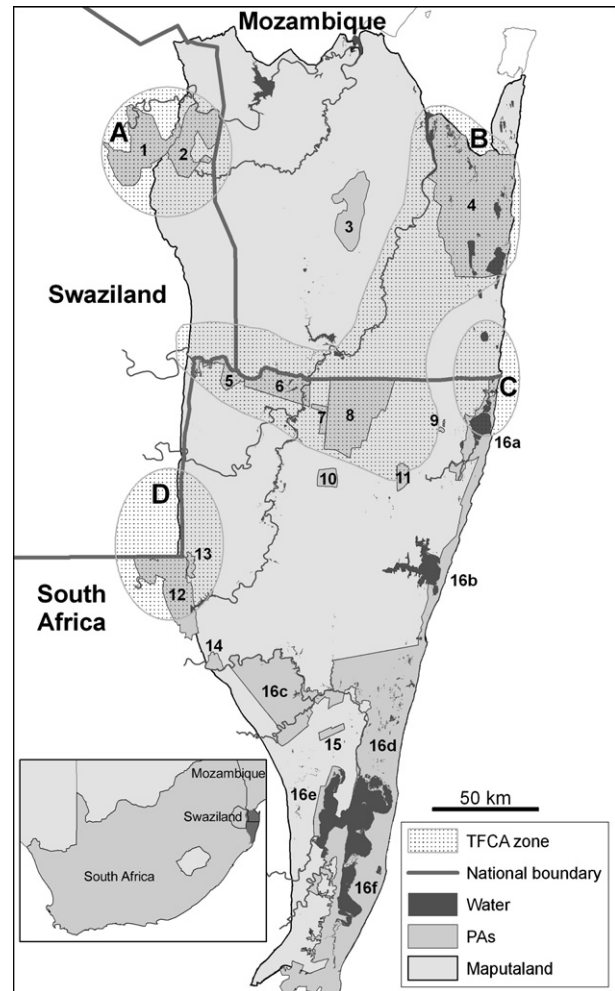 Mozambique
A
1
2
B
4
3
Swaziland
5
6
7
8
9
C
16a
10
11
D
13
12
South
Africa
16b
14
16c
15
16d
16e
16f
50 km
Mozambique
Swaziland
South Africa
TFCA zone
National boundary
Water
PAs
Maputaland